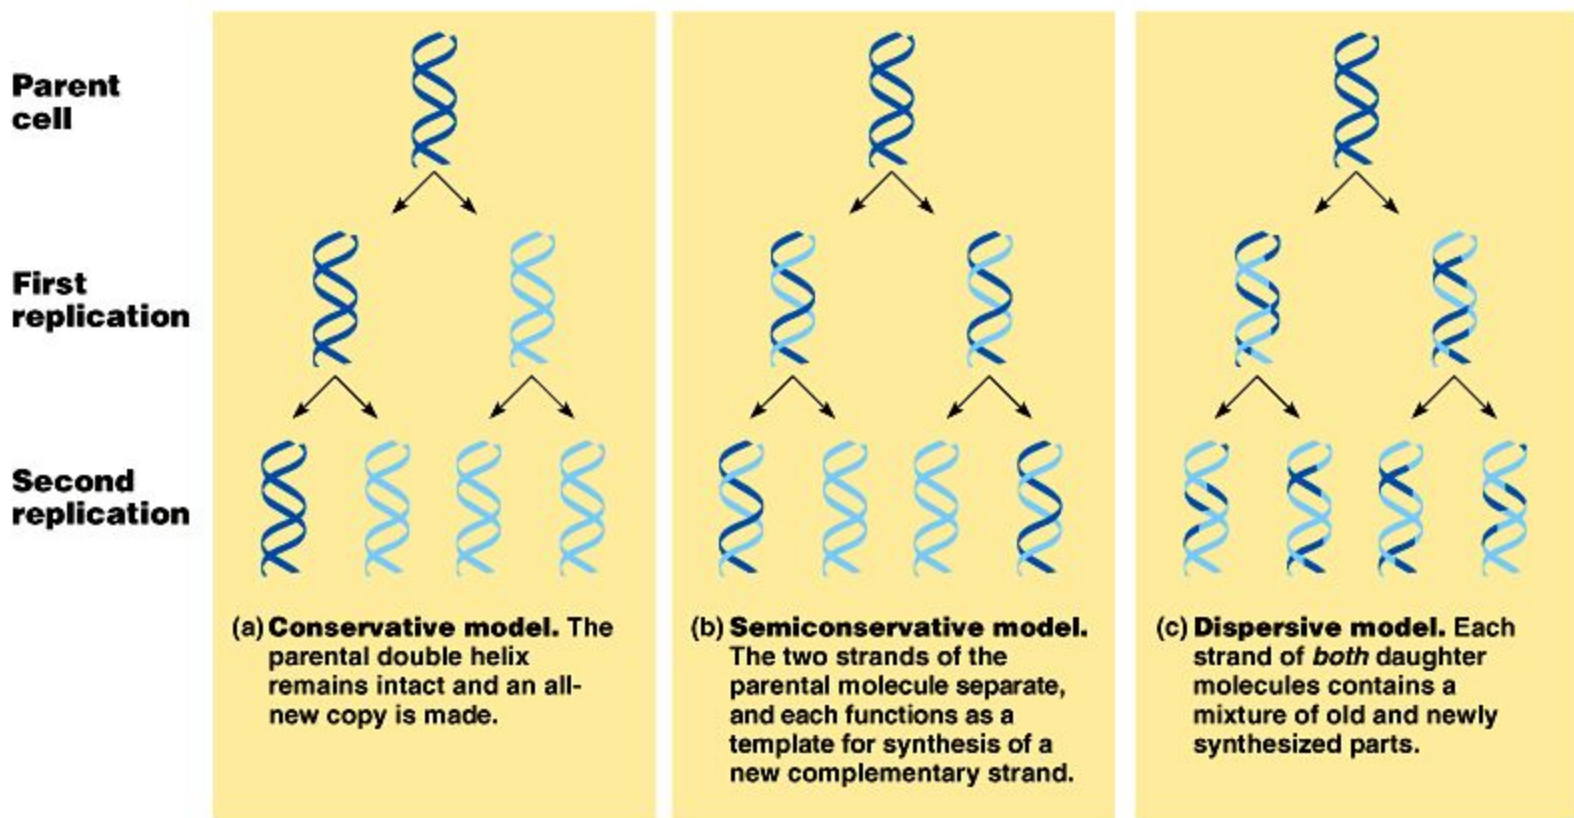 Parent
cell
First
replication
Second
replication
(a) Conservative model. The
parental double helix
remains intact and an all-
new copy is made.
(b) Semiconservative model.
The two strands of the
parental molecule separate,
and each functions as a
template for synthesis of a
new complementary strand.
(c) Dispersive model. Each
strand of both daughter
molecules contains a
mixture of old and newly
synthesized parts.